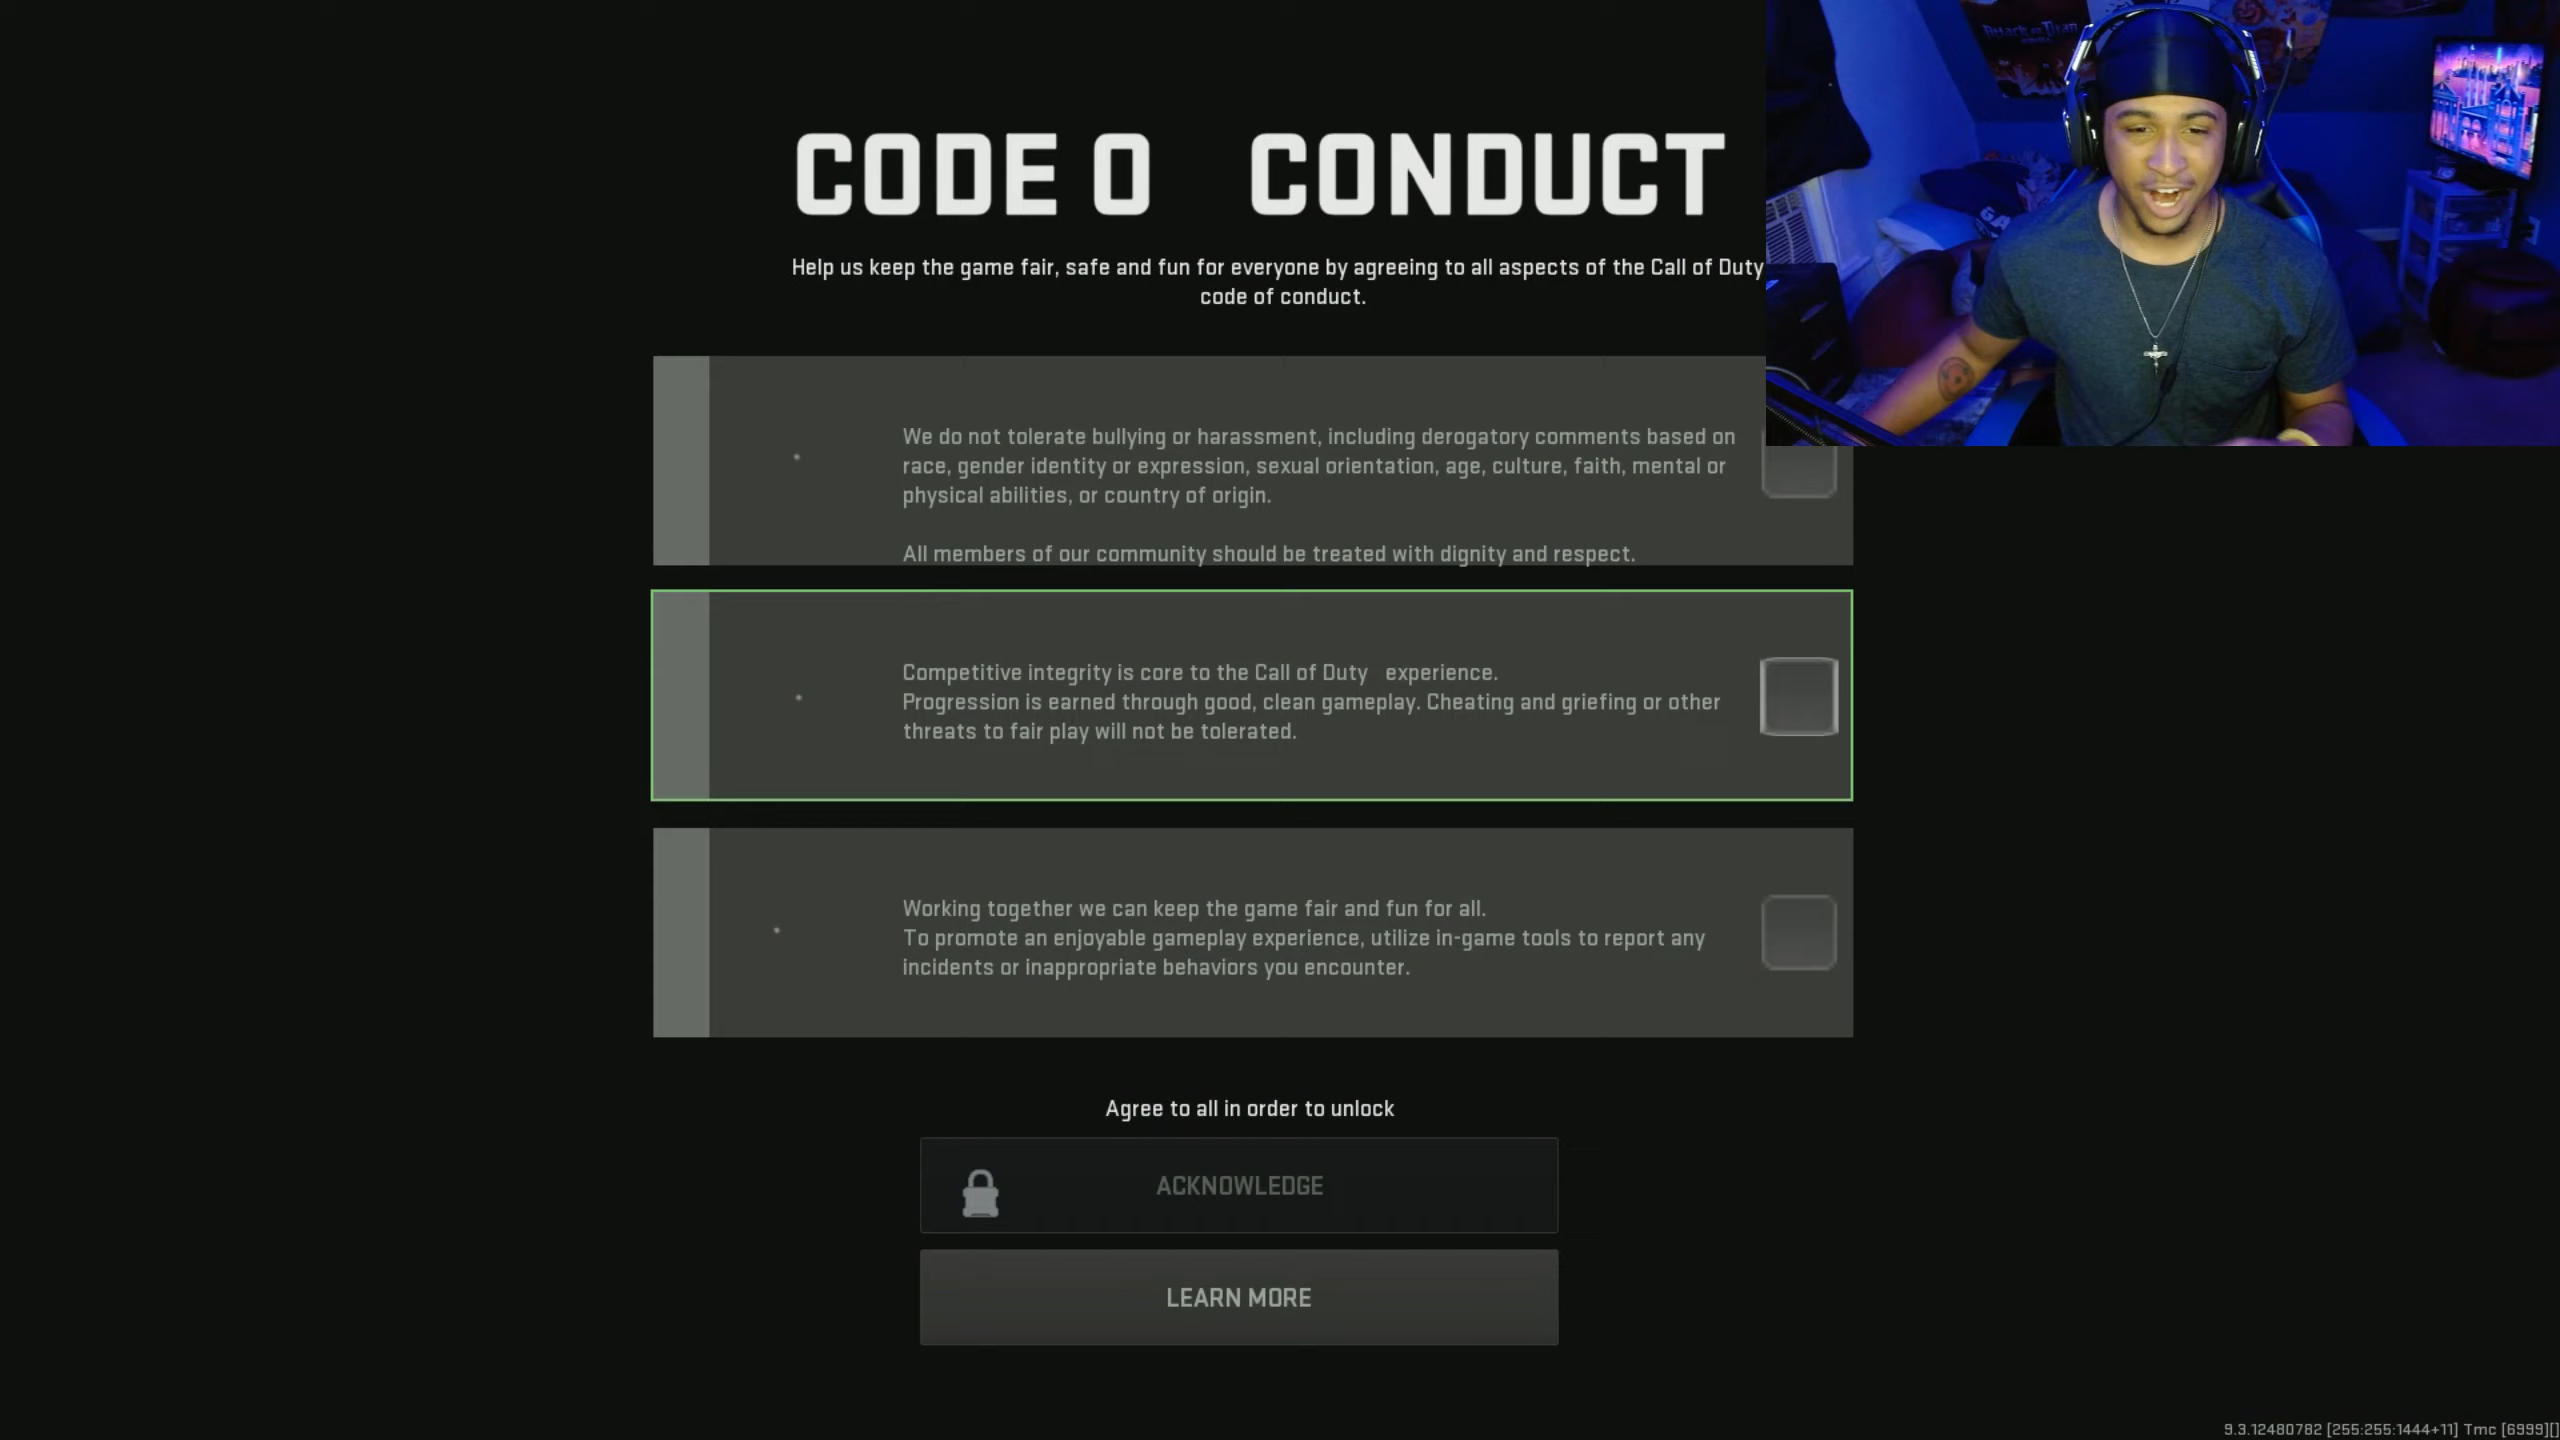 CODE O CONDUCT
Help us keep the game fair, safe and fun for everyone by agreeing to all aspects of the Call of Duty
code of conduct.
We do not tolerate bullying or harassment, including derogatory comments based on
race, gender identity or expression, sexual orientation, age, culture, faith, mental or
physical abilities, or country of origin.
All members of our community should be treated with dignity and respect.
Competitive integrity is core to the Call of Duty experience.
Progression is earned through good, clean gameplay. Cheating and griefing or other
threats to fair play will not be tolerated.
Working together we can keep the game fair and fun for all.
To promote an enjoyable gameplay experience, utilize in-game tools to report any
incidents or inappropriate behaviors you encounter.
Agree to all in order to unlock
ACKNOWLEDGE
LEARN MORE
9.3.12480782 [255:255:1444+11] Tmc [6999][]
Attack on Titan